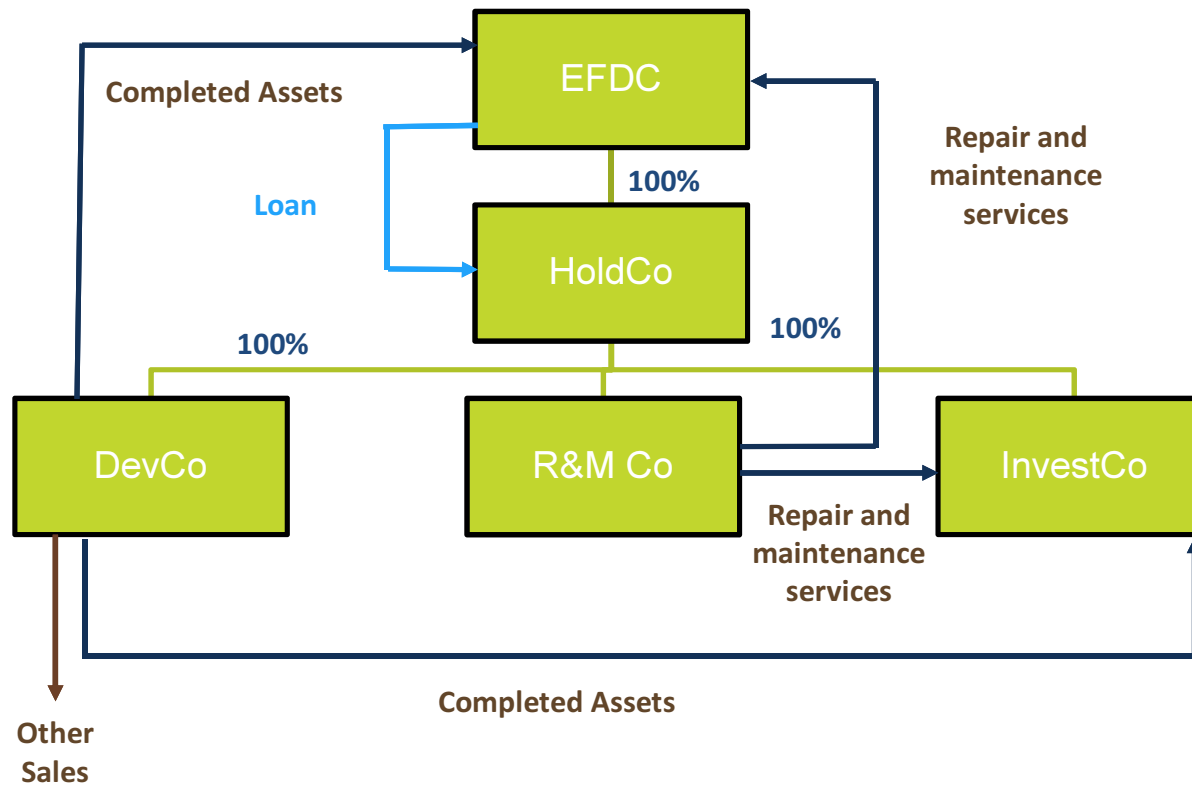 EFDC
Completed Assets
Repair and
maintenance
services
100%
Loan
HoldCo
100%
100%
DevCo
R&M Co
InvestCo
Repair and
maintenance
services
Completed Assets
Other
Sales